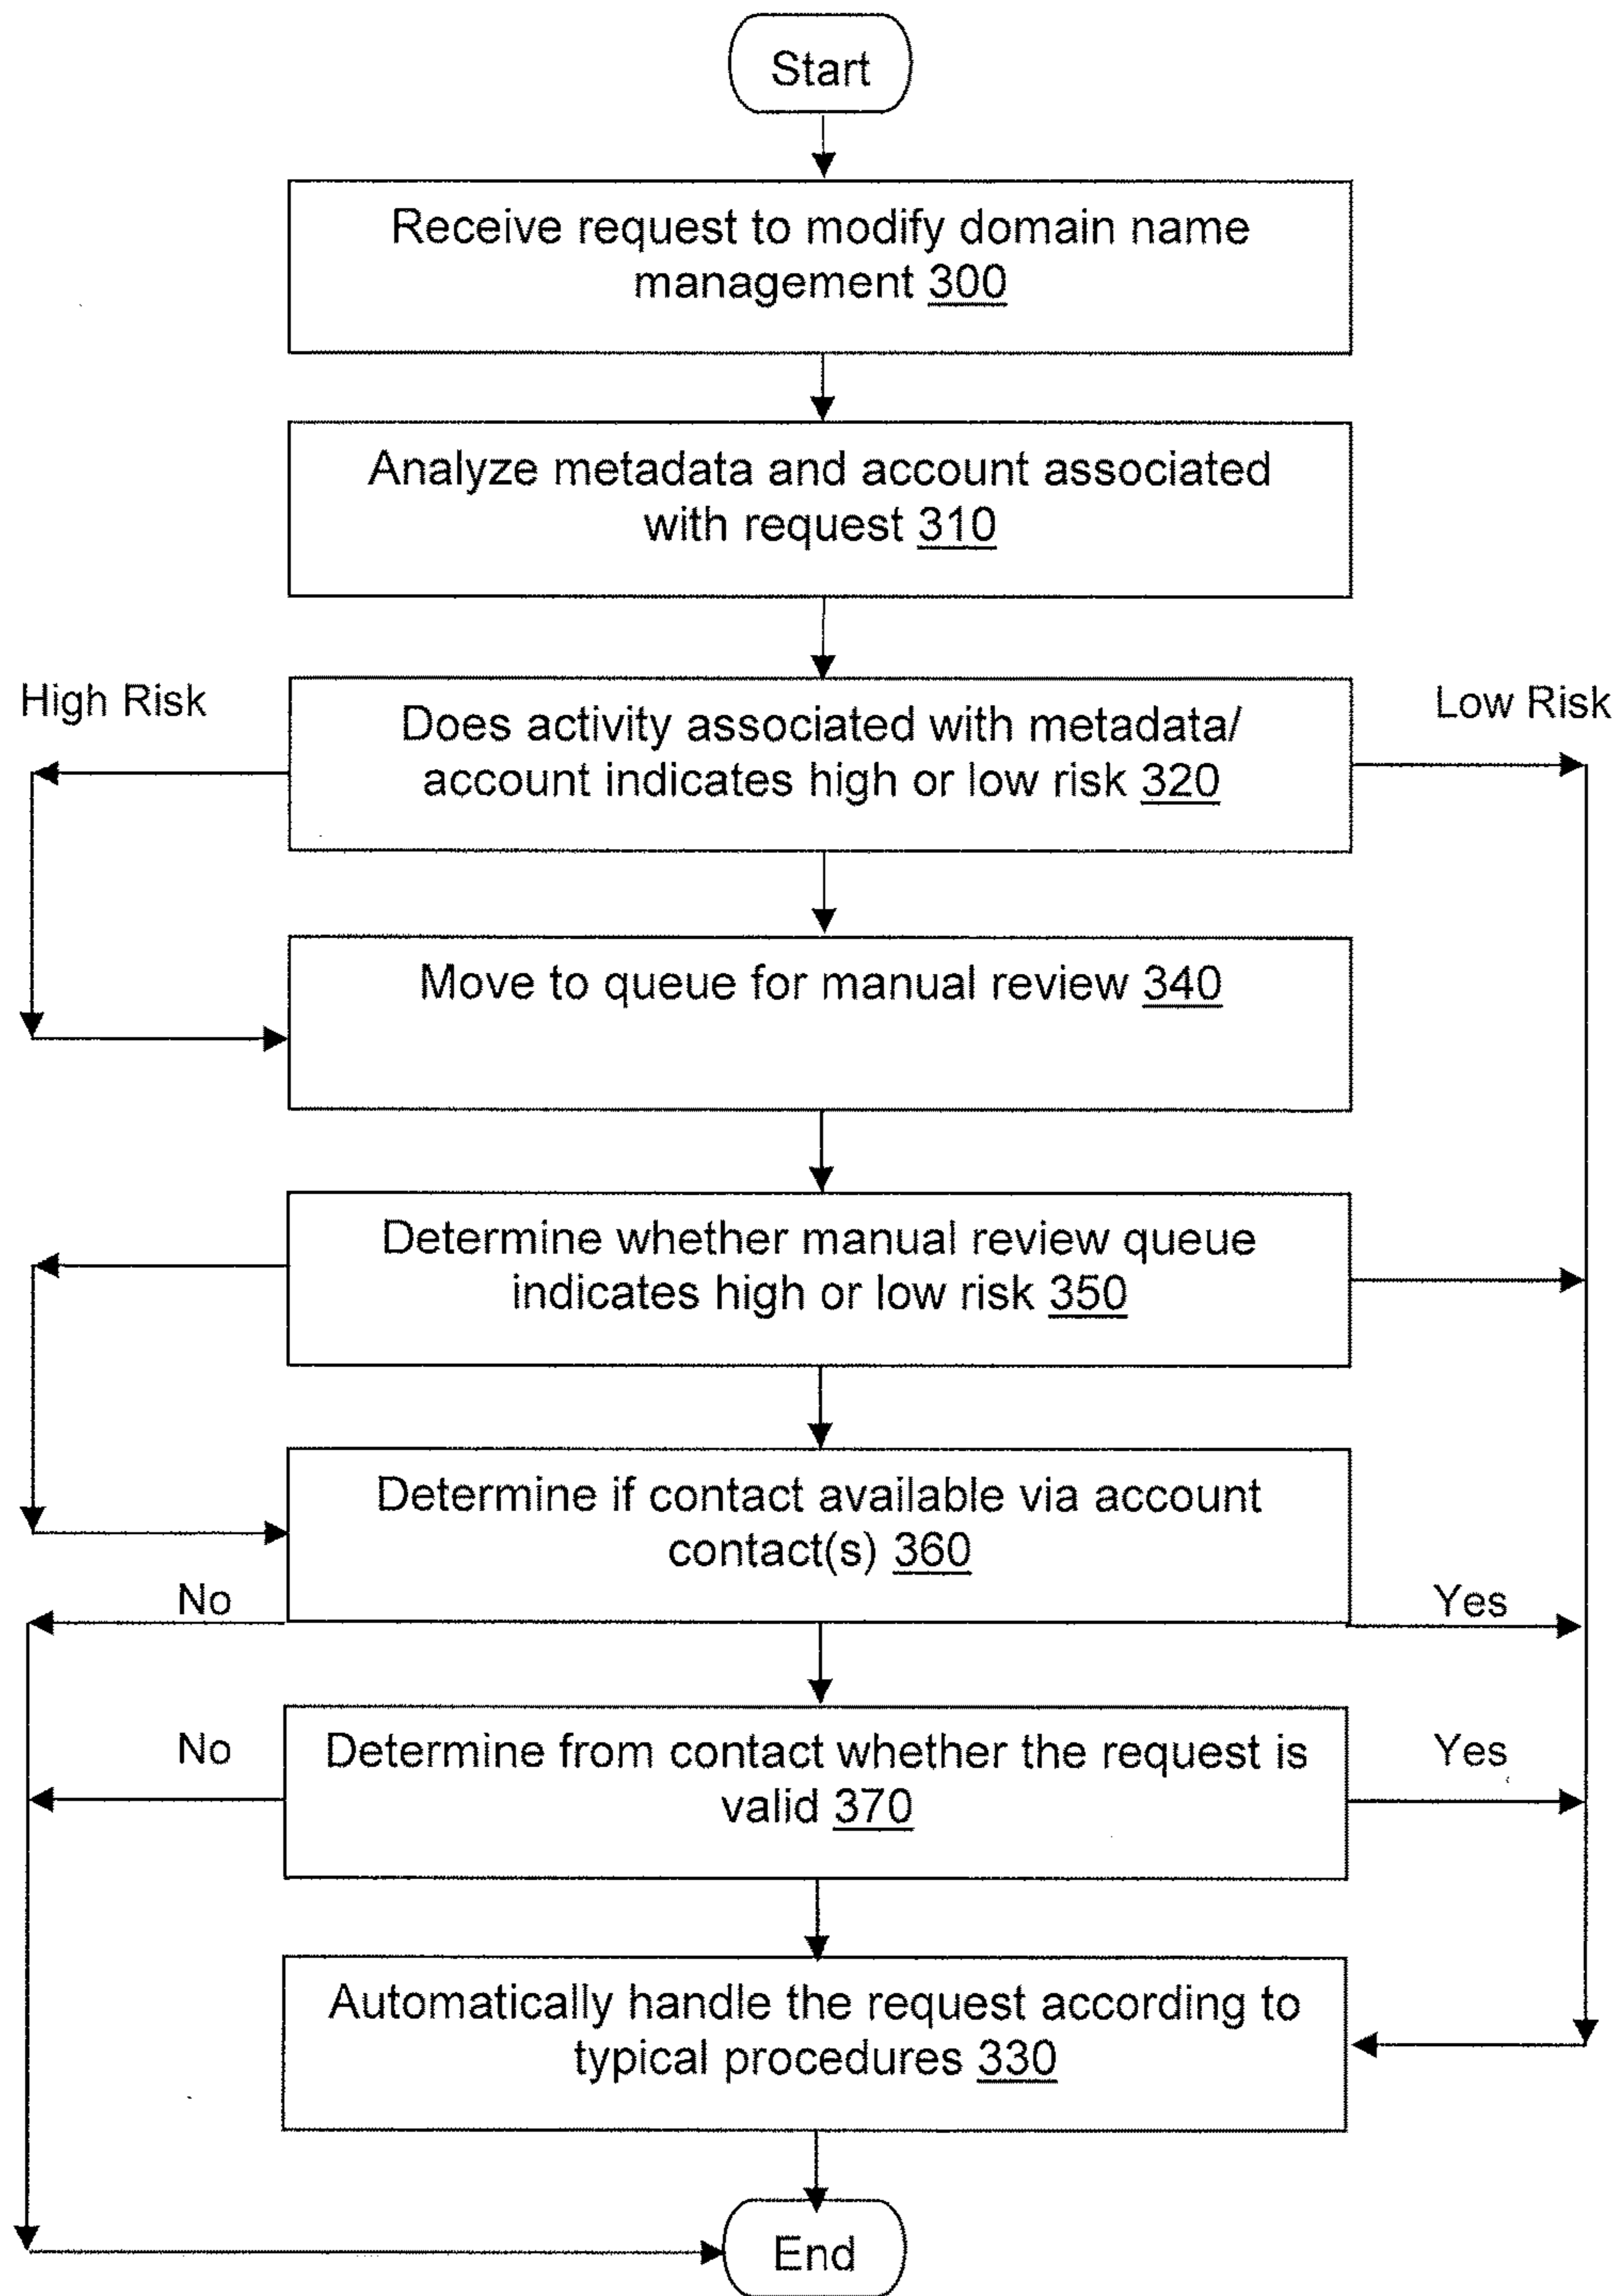 Start
Receive request to modify domain name
management 300
Analyze metadata and account associated
with request 310
High Risk
Does activity associated with metadata/
account indicates high or low risk 320
Low Risk
Move to queue for manual review 340
Determine whether manual review queue
indicates high or low risk 350
Determine if contact available via account
contact(s) 360
No
Yes
No
Determine from contact whether the request is
valid 370
Yes
Automatically handle the request according to
typical procedures 330
End